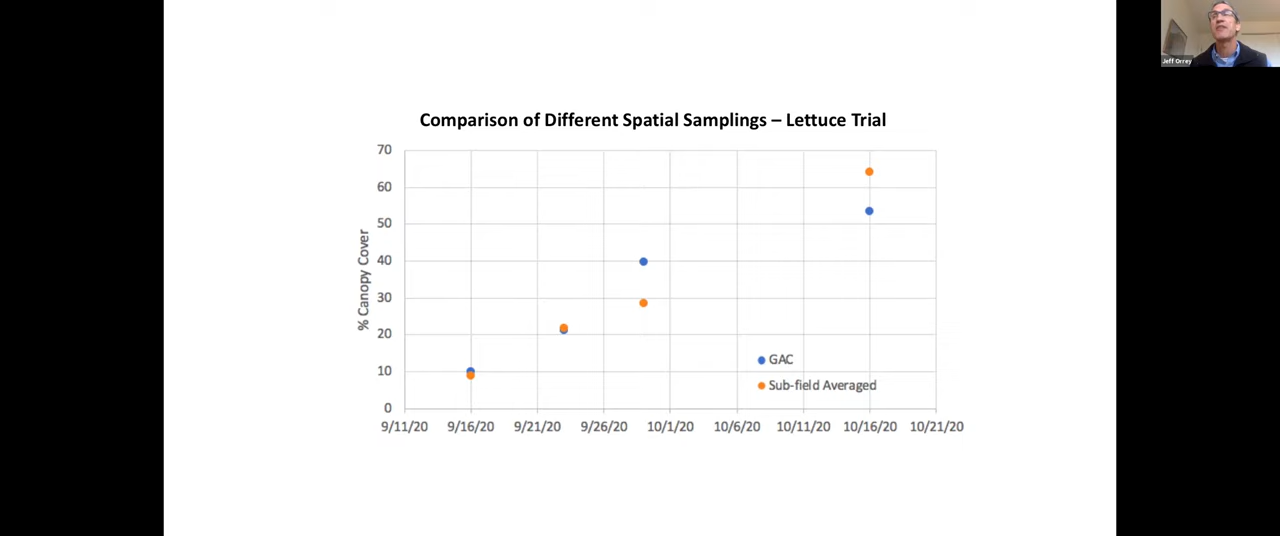 Jeff Orrey
Comparison of Different Spatial Samplings – Lettuce Trial
% Canopy Cover
70
60
50
40
30
20
10
0
GAC
Sub-field Averaged
9/11/20 9/16/20 9/21/20 9/26/20 10/1/20 10/6/20 10/11/20 10/16/20 10/21/20